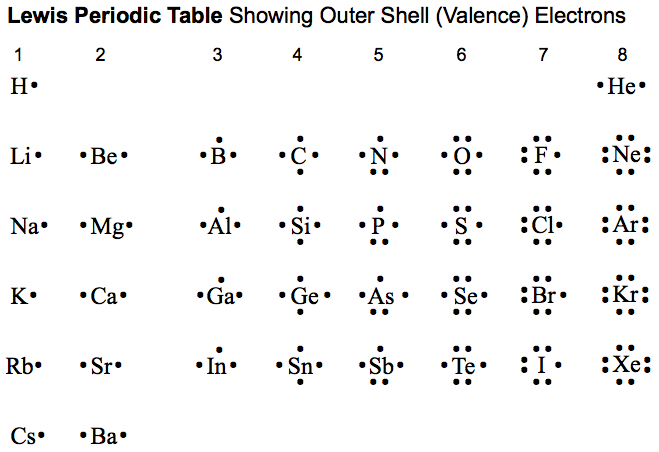 Lewis Periodic Table Showing Outer Shell (Valence) Electrons
1 2 3 4 5 6 7 8
H He
Li Be B C N O F Ne
Na Mg Al Si P S Cl Ar
K Ca Ga Ge As Se Br Kr
Rb Sr In Sn Sb Te I Xe
Cs Ba